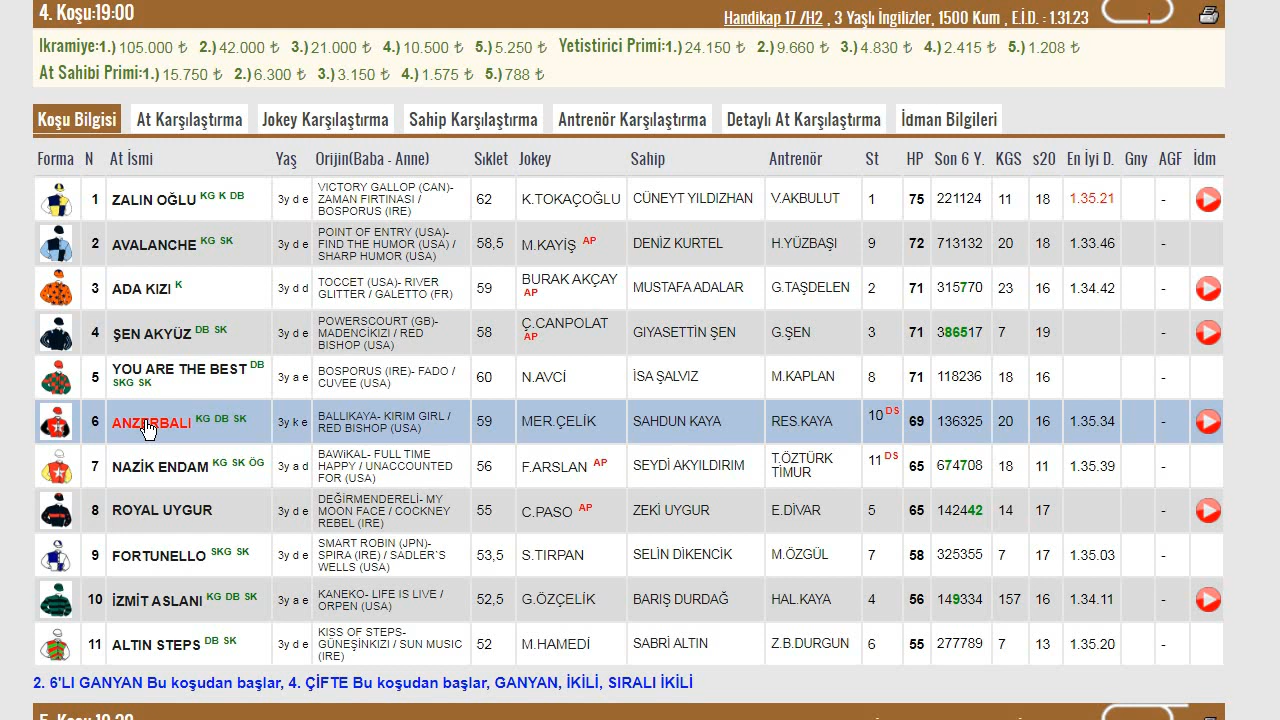 4. Koşu:19:00
Handikap 17 /H2 , 3 Yaşlı İngilizler, 1500 Kum , E.İ.D. : 1.31.23
Ikramiye:1.) 105.000 ₺ 2.) 42.000 ₺ 3.) 21.000 ₺ 4.) 10.500 ₺ 5.) 5.250 ₺ Yetistirici Primi:1.) 24.150 ₺ 2.) 9.660 ₺ 3.) 4.830 ₺ 4.) 2.415 ₺ 5.) 1.208 ₺
At Sahibi Primi:1.) 15.750 ₺ 2.) 6.300 ₺ 3.) 3.150 ₺ 4.) 1.575 ₺ 5.) 788 ₺
Koşu Bilgisi At Karşılaştırma Jokey Karşılaştırma Sahip Karşılaştırma Antrenör Karşılaştırma Detaylı At Karşılaştırma İdman Bilgileri
Forma N At İsmi Yaş Orijin(Baba - Anne) Sıklet Jokey Sahip Antrenör St HP Son 6 Y. KGS s20 En İyi D. Gny AGF İdm
1 ZALIN OĞLU KG K DB 3y d e VICTORY GALLOP (CAN)- ZAMAN FIRTINASI / BOSPORUS (IRE) 62 K.TOKAÇOĞLU CÜNEYT YILDIZHAN V.AKBULUT 1 75 221124 11 18 1.35.21 -
2 AVALANCHE KG SK 3y d e POINT OF ENTRY (USA)- FIND THE HUMOR (USA) / SHARP HUMOR (USA) 58,5 M.KAYİŞ AP DENİZ KURTEL H.YÜZBAŞI 9 72 713132 20 18 1.33.46 -
3 ADA KIZI K 3y d d TOCCET (USA)- RIVER GLITTER / GALETTO (FR) 59 BURAK AKÇAY AP MUSTAFA ADALAR G.TAŞDELEN 2 71 315770 23 16 1.34.42 -
4 ŞEN AKYÜZ DB SK 3y d e POWERSCOURT (GB)- MADENCİKIZI / RED BISHOP (USA) 58 Ç.CANPOLAT AP GIYASETTİN ŞEN G.ŞEN 3 71 386517 7 19 -
5 YOU ARE THE BEST DB SKG SK 3y a e BOSPORUS (IRE)- FADO / CUVEE (USA) 60 N.AVCİ İSA ŞALVIZ M.KAPLAN 8 71 118236 18 16 -
6 ANZERBALI KG DB SK 3y k e BALLIKAYA- KIRIM GIRL / RED BISHOP (USA) 59 MER.ÇELİK SAHDUN KAYA RES.KAYA 10 DS 69 136325 20 16 1.35.34 -
7 NAZİK ENDAM KG SK ÖG 3y a d BAWiKAL- FULL TIME HAPPY / UNACCOUNTED FOR (USA) 56 F.ARSLAN AP SEYDİ AKYILDIRIM T.ÖZTÜRK TİMUR 11 DS 65 674708 18 11 1.35.39 -
8 ROYAL UYGUR 3y d e DEĞİRMENDERELİ- MY MOON FACE / COCKNEY REBEL (IRE) 55 C.PASO AP ZEKİ UYGUR E.DİVAR 5 65 142442 14 17 -
9 FORTUNELLO SKG SK 3y d e SMART ROBIN (JPN)- SPIRA (IRE) / SADLER'S WELLS (USA) 53,5 S.TIRPAN SELİN DİKENCİK M.ÖZGÜL 7 58 325355 7 17 1.35.03 -
10 İZMİT ASLANI KG DB SK 3y a e KANEKO- LIFE IS LIVE / ORPEN (USA) 52,5 G.ÖZÇELİK BARIŞ DURDAĞ HAL.KAYA 4 56 149334 157 16 1.34.11 -
11 ALTIN STEPS DB SK 3y d e KISS OF STEPS- GÜNEŞİNKIZI / SUN MUSIC (IRE) 52 M.HAMEDİ SABRİ ALTIN Z.B.DURGUN 6 55 277789 7 13 1.35.20 -
2. 6'LI GANYAN Bu koşudan başlar, 4. ÇİFTE Bu koşudan başlar, GANYAN, İKİLİ, SIRALI İKİLİ